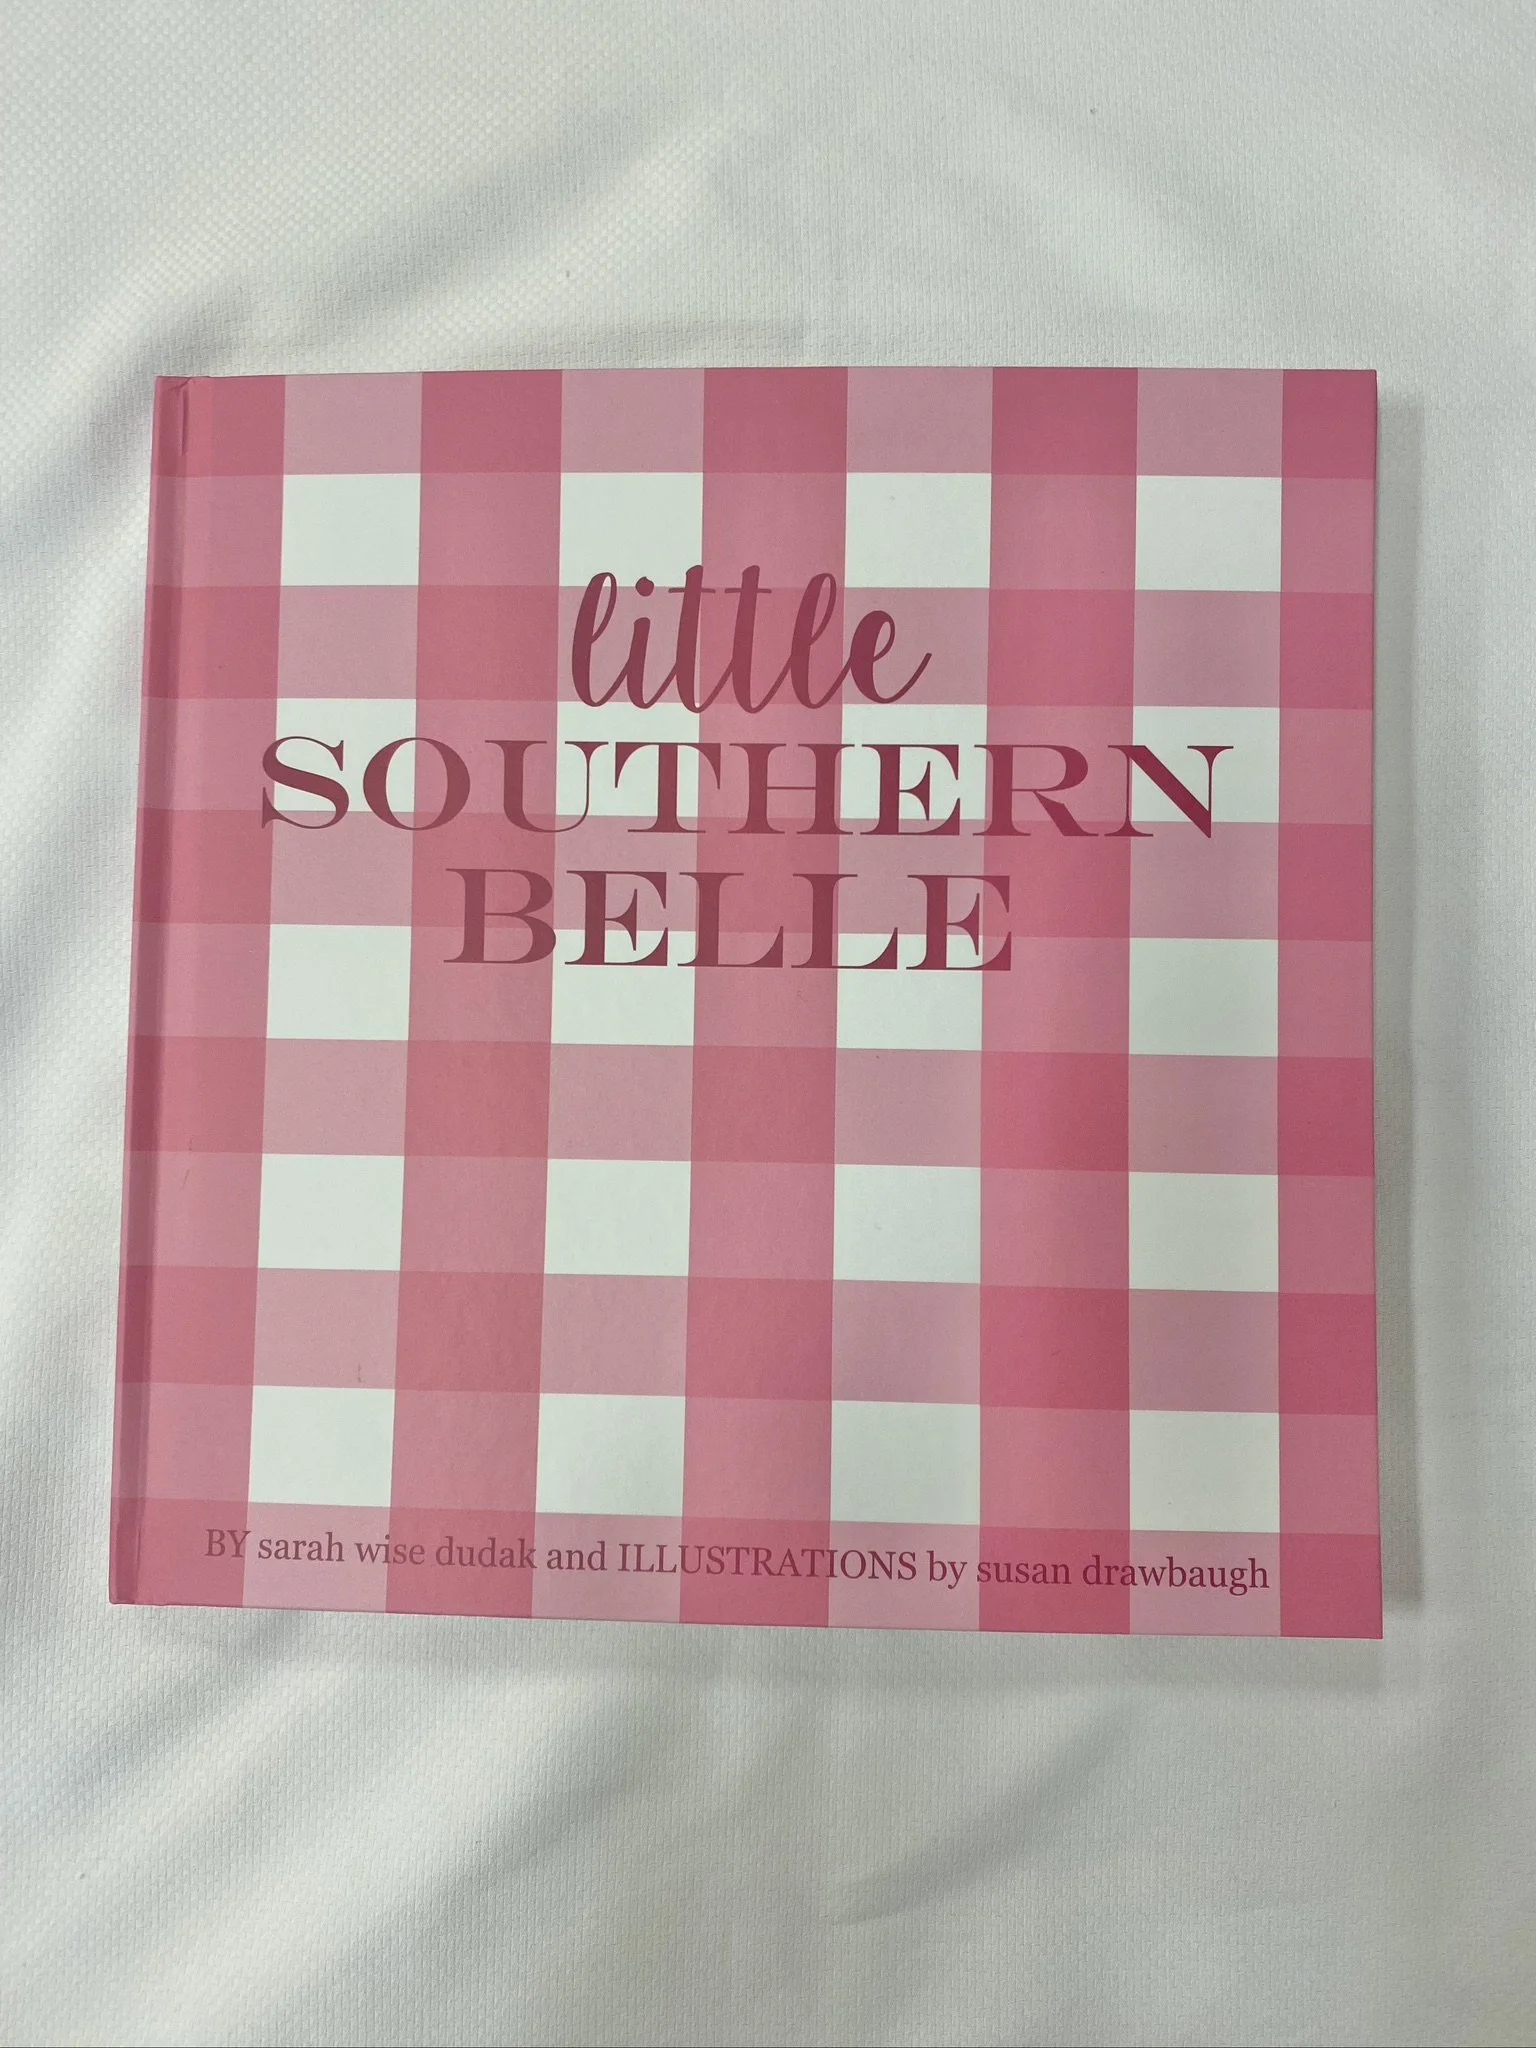 little
SOUTHERN
BELLE
BY sarah wise dudak and ILLUSTRATIONS by susan drawbaugh